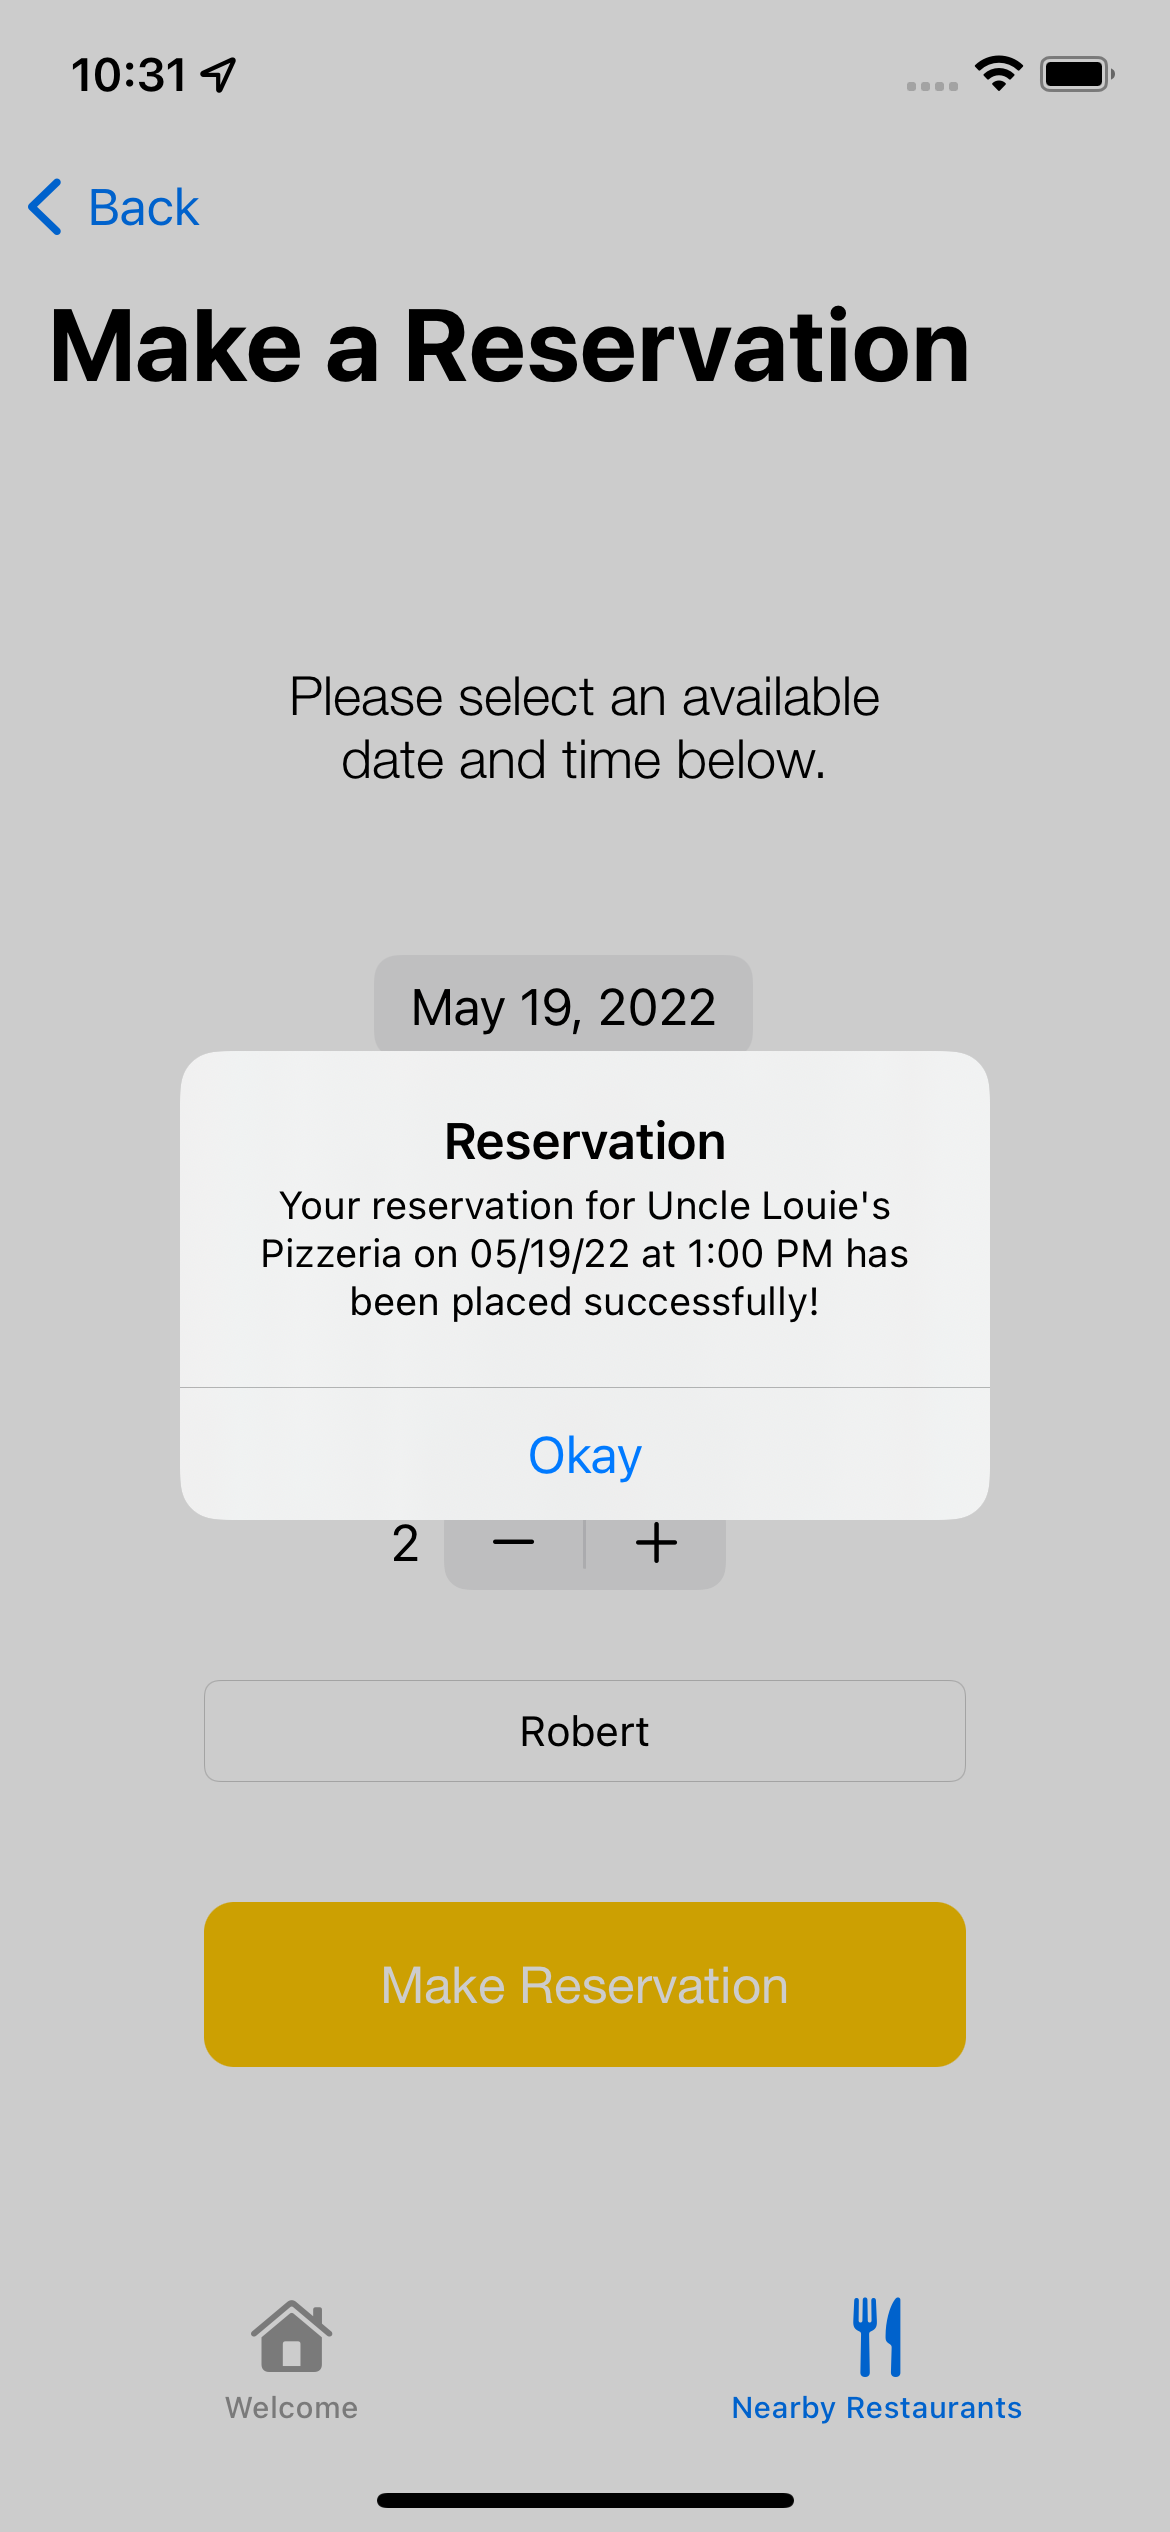 10:31
Back
Make a Reservation
Please select an available
date and time below.
May 19, 2022
Reservation
Your reservation for Uncle Louie's
Pizzeria on 05/19/22 at 1:00 PM has
been placed successfully!
Okay
2
Robert
Make Reservation
Welcome
Nearby Restaurants